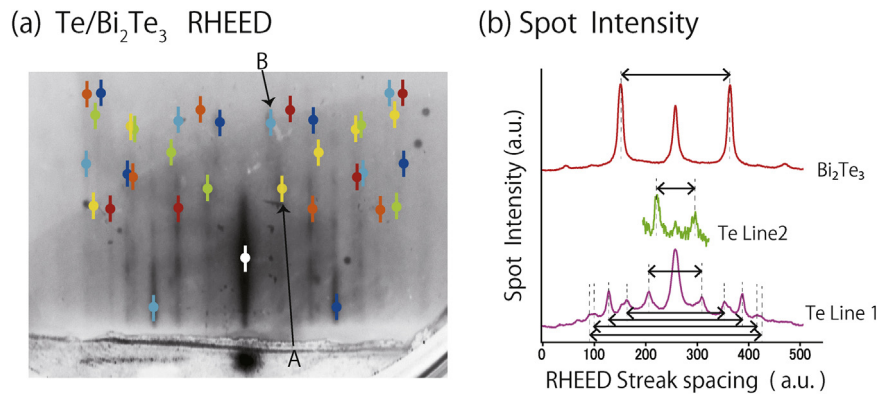 (a) Te/Bi₂Te₃ RHEED
B
A
(b) Spot Intensity
Spot Intensity (a.u.)
Bi₂Te₃
Te Line2
Te Line 1
0 100 200 300 400 500
RHEED Streak spacing ( a.u. )